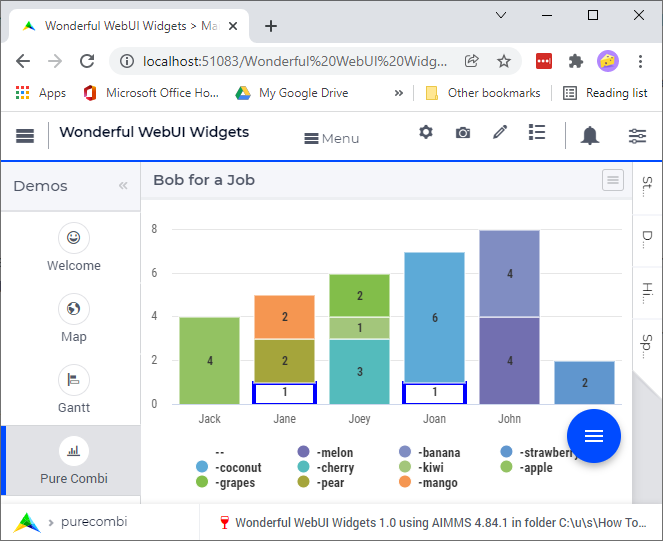 Wonderful WebUI Widgets > Ma
localhost:51083/Wonderful%20WebUI%20Widg...
Apps
Microsoft Office Ho...
My Google Drive
»
Other bookmarks
Reading list
Wonderful WebUI Widgets
Menu
Demos
«
Bob for a Job
St...
D...
Hi...
Sp...
Welcome
Map
Gantt
Pure Combi
8
6
4
2
0
4
2
2
1
2
1
3
6
1
4
4
2
Jack
Jane
Joey
Joan
John
--
-melon
-banana
-strawberry
-coconut
-cherry
-kiwi
-apple
-grapes
-pear
-mango
purecombi
Wonderful WebUI Widgets 1.0 using AIMMS 4.84.1 in folder C:\u\s\How To...